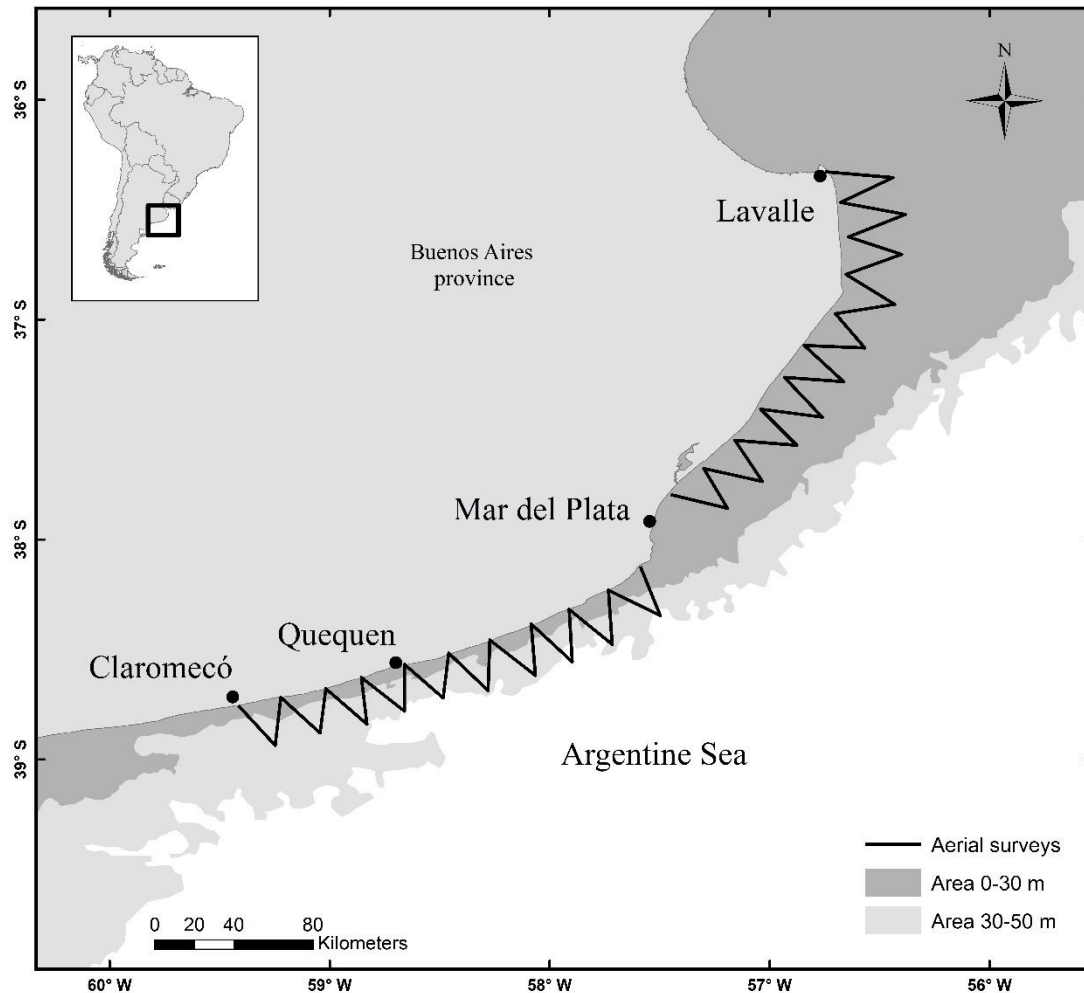 N
36° S
37° S
38° S
39° S
Lavalle
Buenos Aires
province
Mar del Plata
Quequen
Claromecó
Argentine Sea
Aerial surveys
Area 0-30 m
Area 30-50 m
0 20 40 80
Kilometers
60° W 59° W 58° W 57° W 56° W